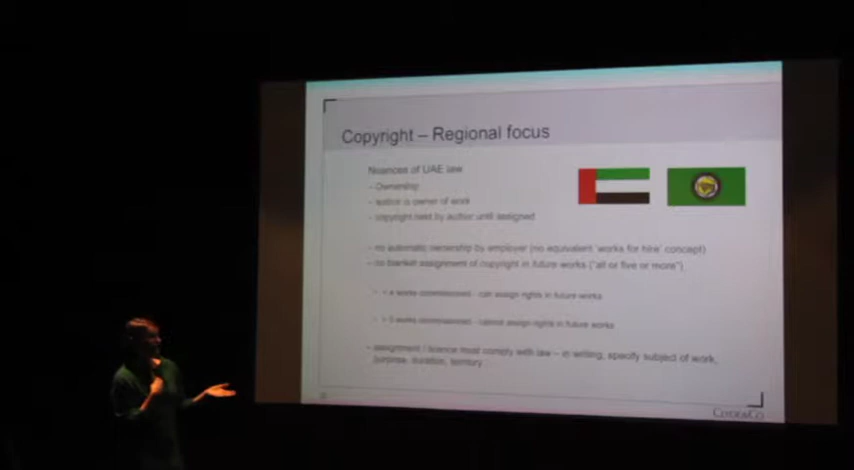 Copyright – Regional focus
Nuances of UAE law
– Ownership
– author is owner of work
– copyright held by author until assigned
– no automatic ownership by employer (no equivalent 'works for hire' concept)
– no blanket assignment of copyright in future works ("all or five or more")
works commissioned - can assign rights in future works
works commissioned - cannot assign rights in future works
– assignment / licence must comply with law – in writing, specify subject of work,
purpose, duration, territory
CLYDE&CO